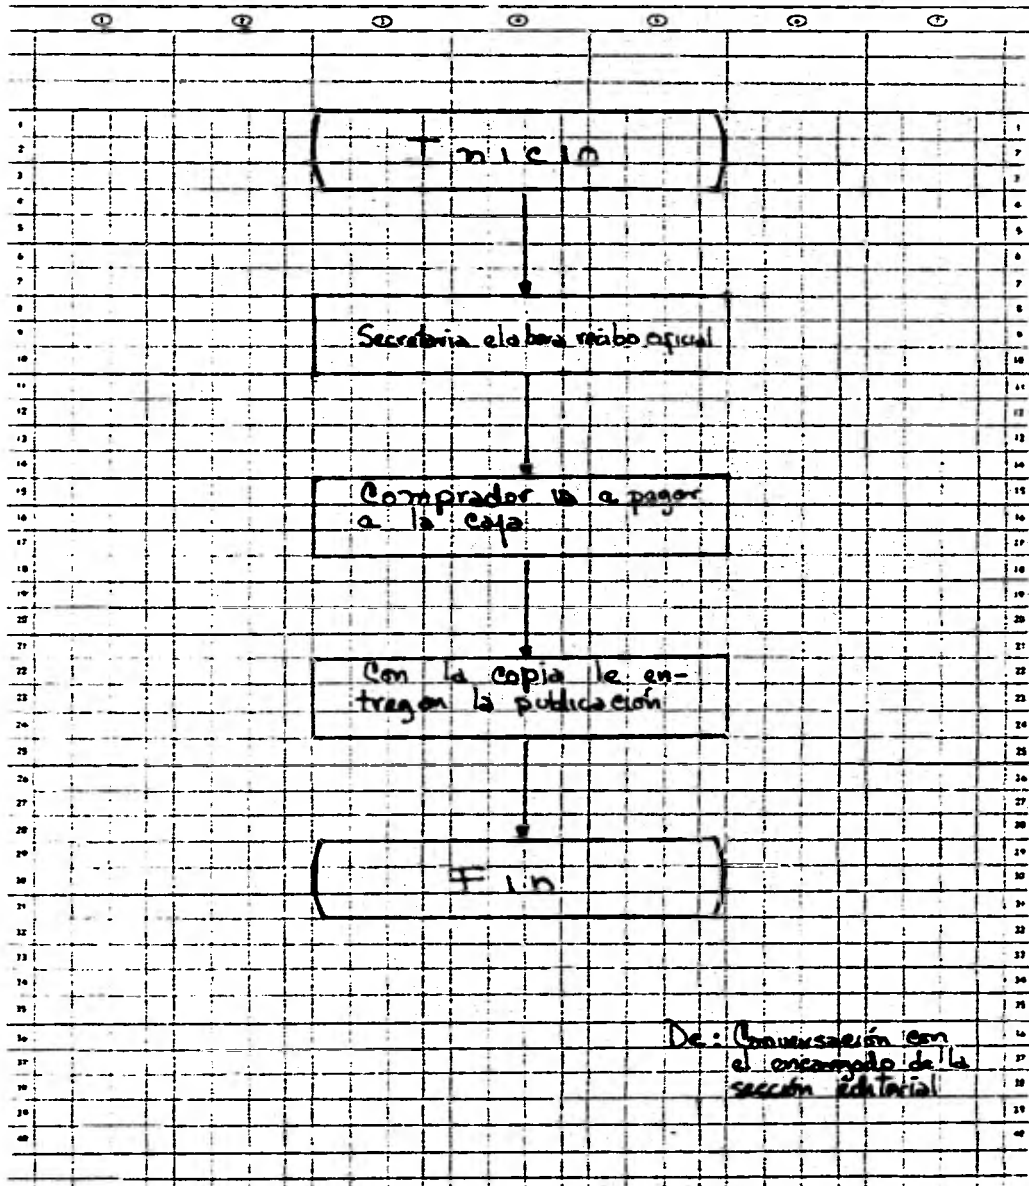 Inicio
Secretaria elabora recibo oficial
Comprador va a pagar
a la caja
Con la copia le en-
tregan la publicación
Fin
De: Conversación con
el encargado de la
sección editorial